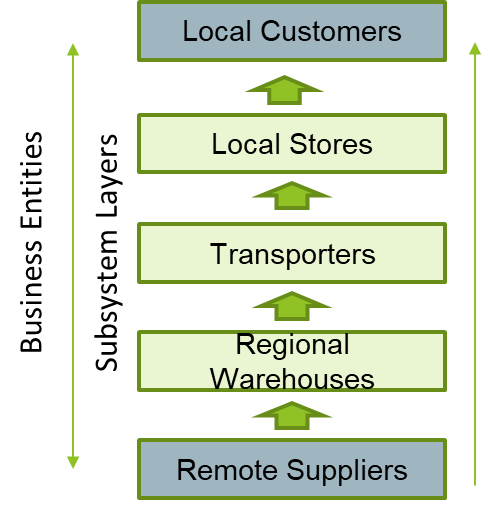 Local Customers
Local Stores
Transporters
Regional
Warehouses
Remote Suppliers
Business Entities
Subsystem Layers